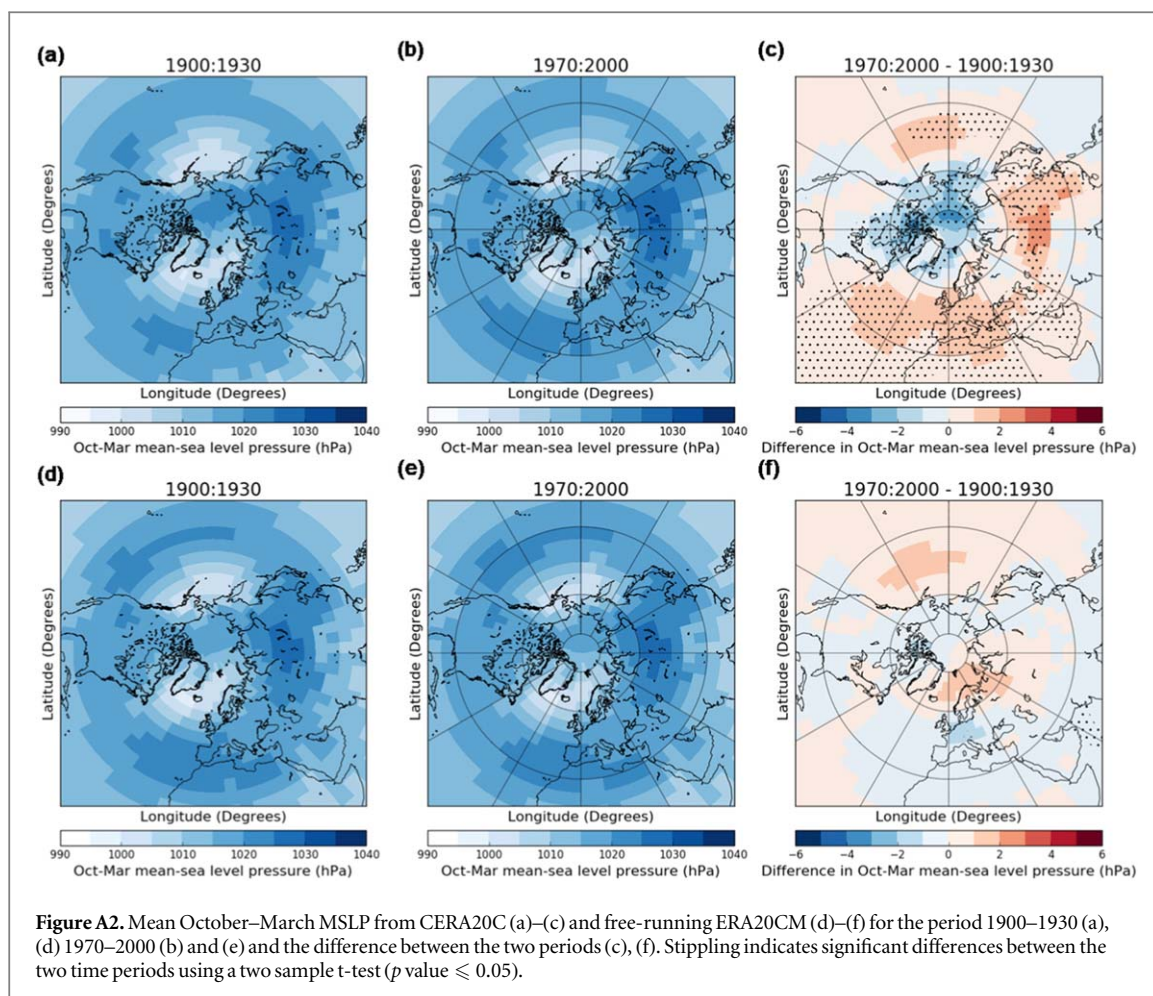 (a)
1900:1930
(b)
1970:2000
(c)
1970:2000 - 1900:1930
Latitude (Degrees)
Latitude (Degrees)
Latitude (Degrees)
Longitude (Degrees)
Longitude (Degrees)
Longitude (Degrees)
990 1000 1010 1020 1030 1040
Oct-Mar mean-sea level pressure (hPa)
990 1000 1010 1020 1030 1040
Oct-Mar mean-sea level pressure (hPa)
−6 −4 −2 0 2 4 6
Difference in Oct-Mar mean-sea level pressure (hPa)
(d)
1900:1930
(e)
1970:2000
(f)
1970:2000 - 1900:1930
Latitude (Degrees)
Latitude (Degrees)
Latitude (Degrees)
Longitude (Degrees)
Longitude (Degrees)
Longitude (Degrees)
990 1000 1010 1020 1030 1040
Oct-Mar mean-sea level pressure (hPa)
990 1000 1010 1020 1030 1040
Oct-Mar mean-sea level pressure (hPa)
−6 −4 −2 0 2 4 6
Difference in Oct-Mar mean-sea level pressure (hPa)
Figure A2. Mean October–March MSLP from CERA20C (a)–(c) and free-running ERA20CM (d)–(f) for the period 1900–1930 (a),
(d) 1970–2000 (b) and (e) and the difference between the two periods (c), (f). Stippling indicates significant differences between the
two time periods using a two sample t-test (p value ⩽ 0.05).